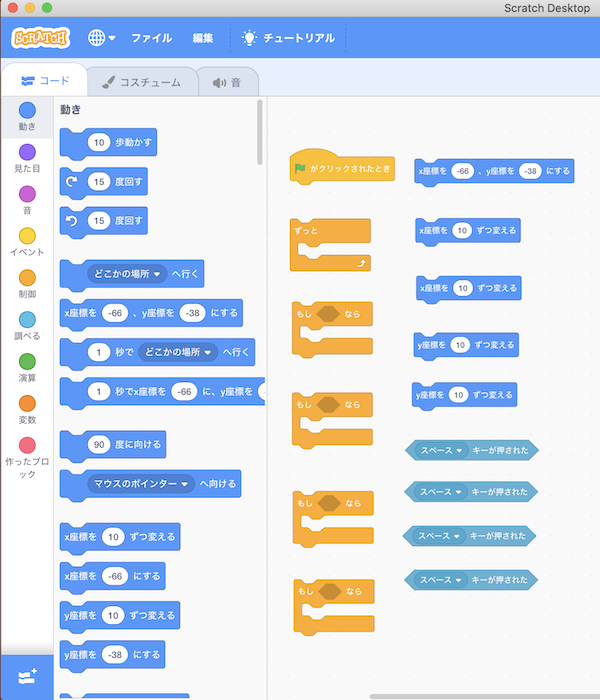 Scratch Desktop
SCRATCH ファイル 編集 チュートリアル
コード コスチューム 音
動き
見た目
音
イベント
制御
調べる
演算
変数
作ったブロ
ック
動き
10 歩動かす
15 度回す
15 度回す
どこかの場所 へ行く
x座標を -66 、y座標を -38 にする
1 秒で どこかの場所 へ行く
1 秒でx座標を -66 に、y座標を
90 度に向ける
マウスのポインター へ向ける
x座標を 10 ずつ変える
x座標を -66 にする
y座標を 10 ずつ変える
y座標を -38 にする
がクリックされたとき
ずっと
もし なら
もし なら
もし なら
もし なら
x座標を -66 、y座標を -38 にする
x座標を 10 ずつ変える
x座標を 10 ずつ変える
y座標を 10 ずつ変える
y座標を 10 ずつ変える
スペース キーが押された
スペース キーが押された
スペース キーが押された
スペース キーが押された